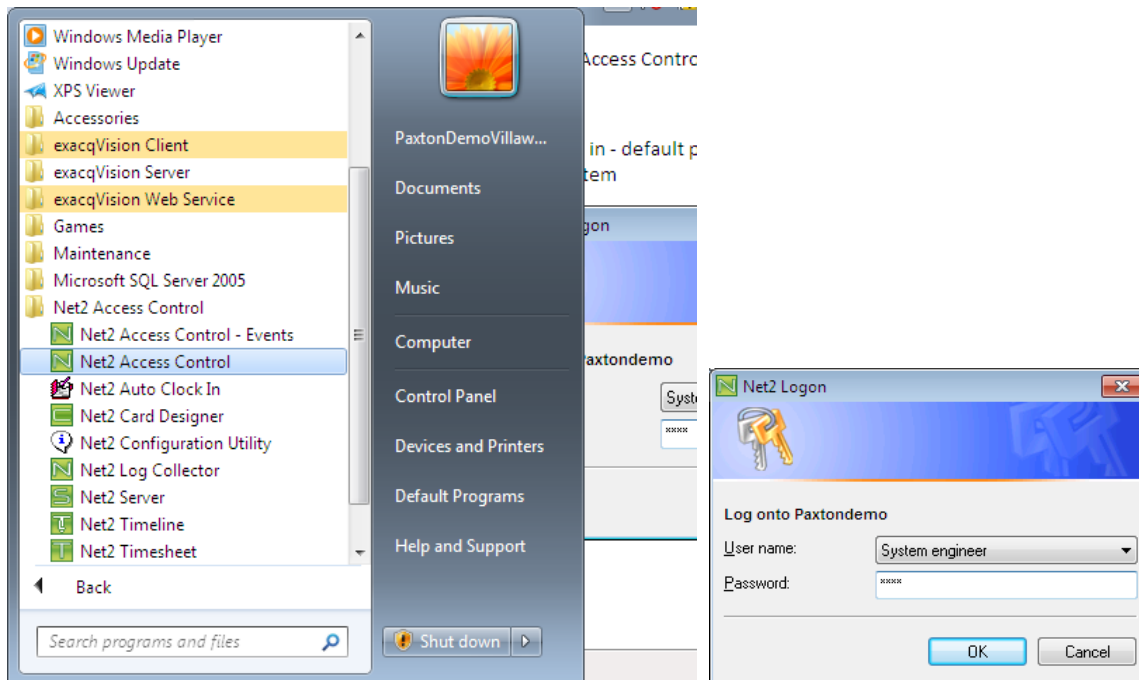 Windows Media Player
Windows Update
XPS Viewer
Accessories
exacqVision Client
exacqVision Server
exacqVision Web Service
Games
Maintenance
Microsoft SQL Server 2005
Net2 Access Control
Net2 Access Control - Events
Net2 Access Control
Net2 Auto Clock In
Net2 Card Designer
Net2 Configuration Utility
Net2 Log Collector
Net2 Server
Net2 Timeline
Net2 Timesheet
Back
Search programs and files
PaxtonDemoVillaw...
Documents
Pictures
Music
Computer
Control Panel
Devices and Printers
Default Programs
Help and Support
Shut down
Access Contro
in - default p
tem
gon
axtondemo
Syst
xxxx
Net2 Logon
Log onto Paxtondemo
User name:
System engineer
Password:
xxxx
OK
Cancel